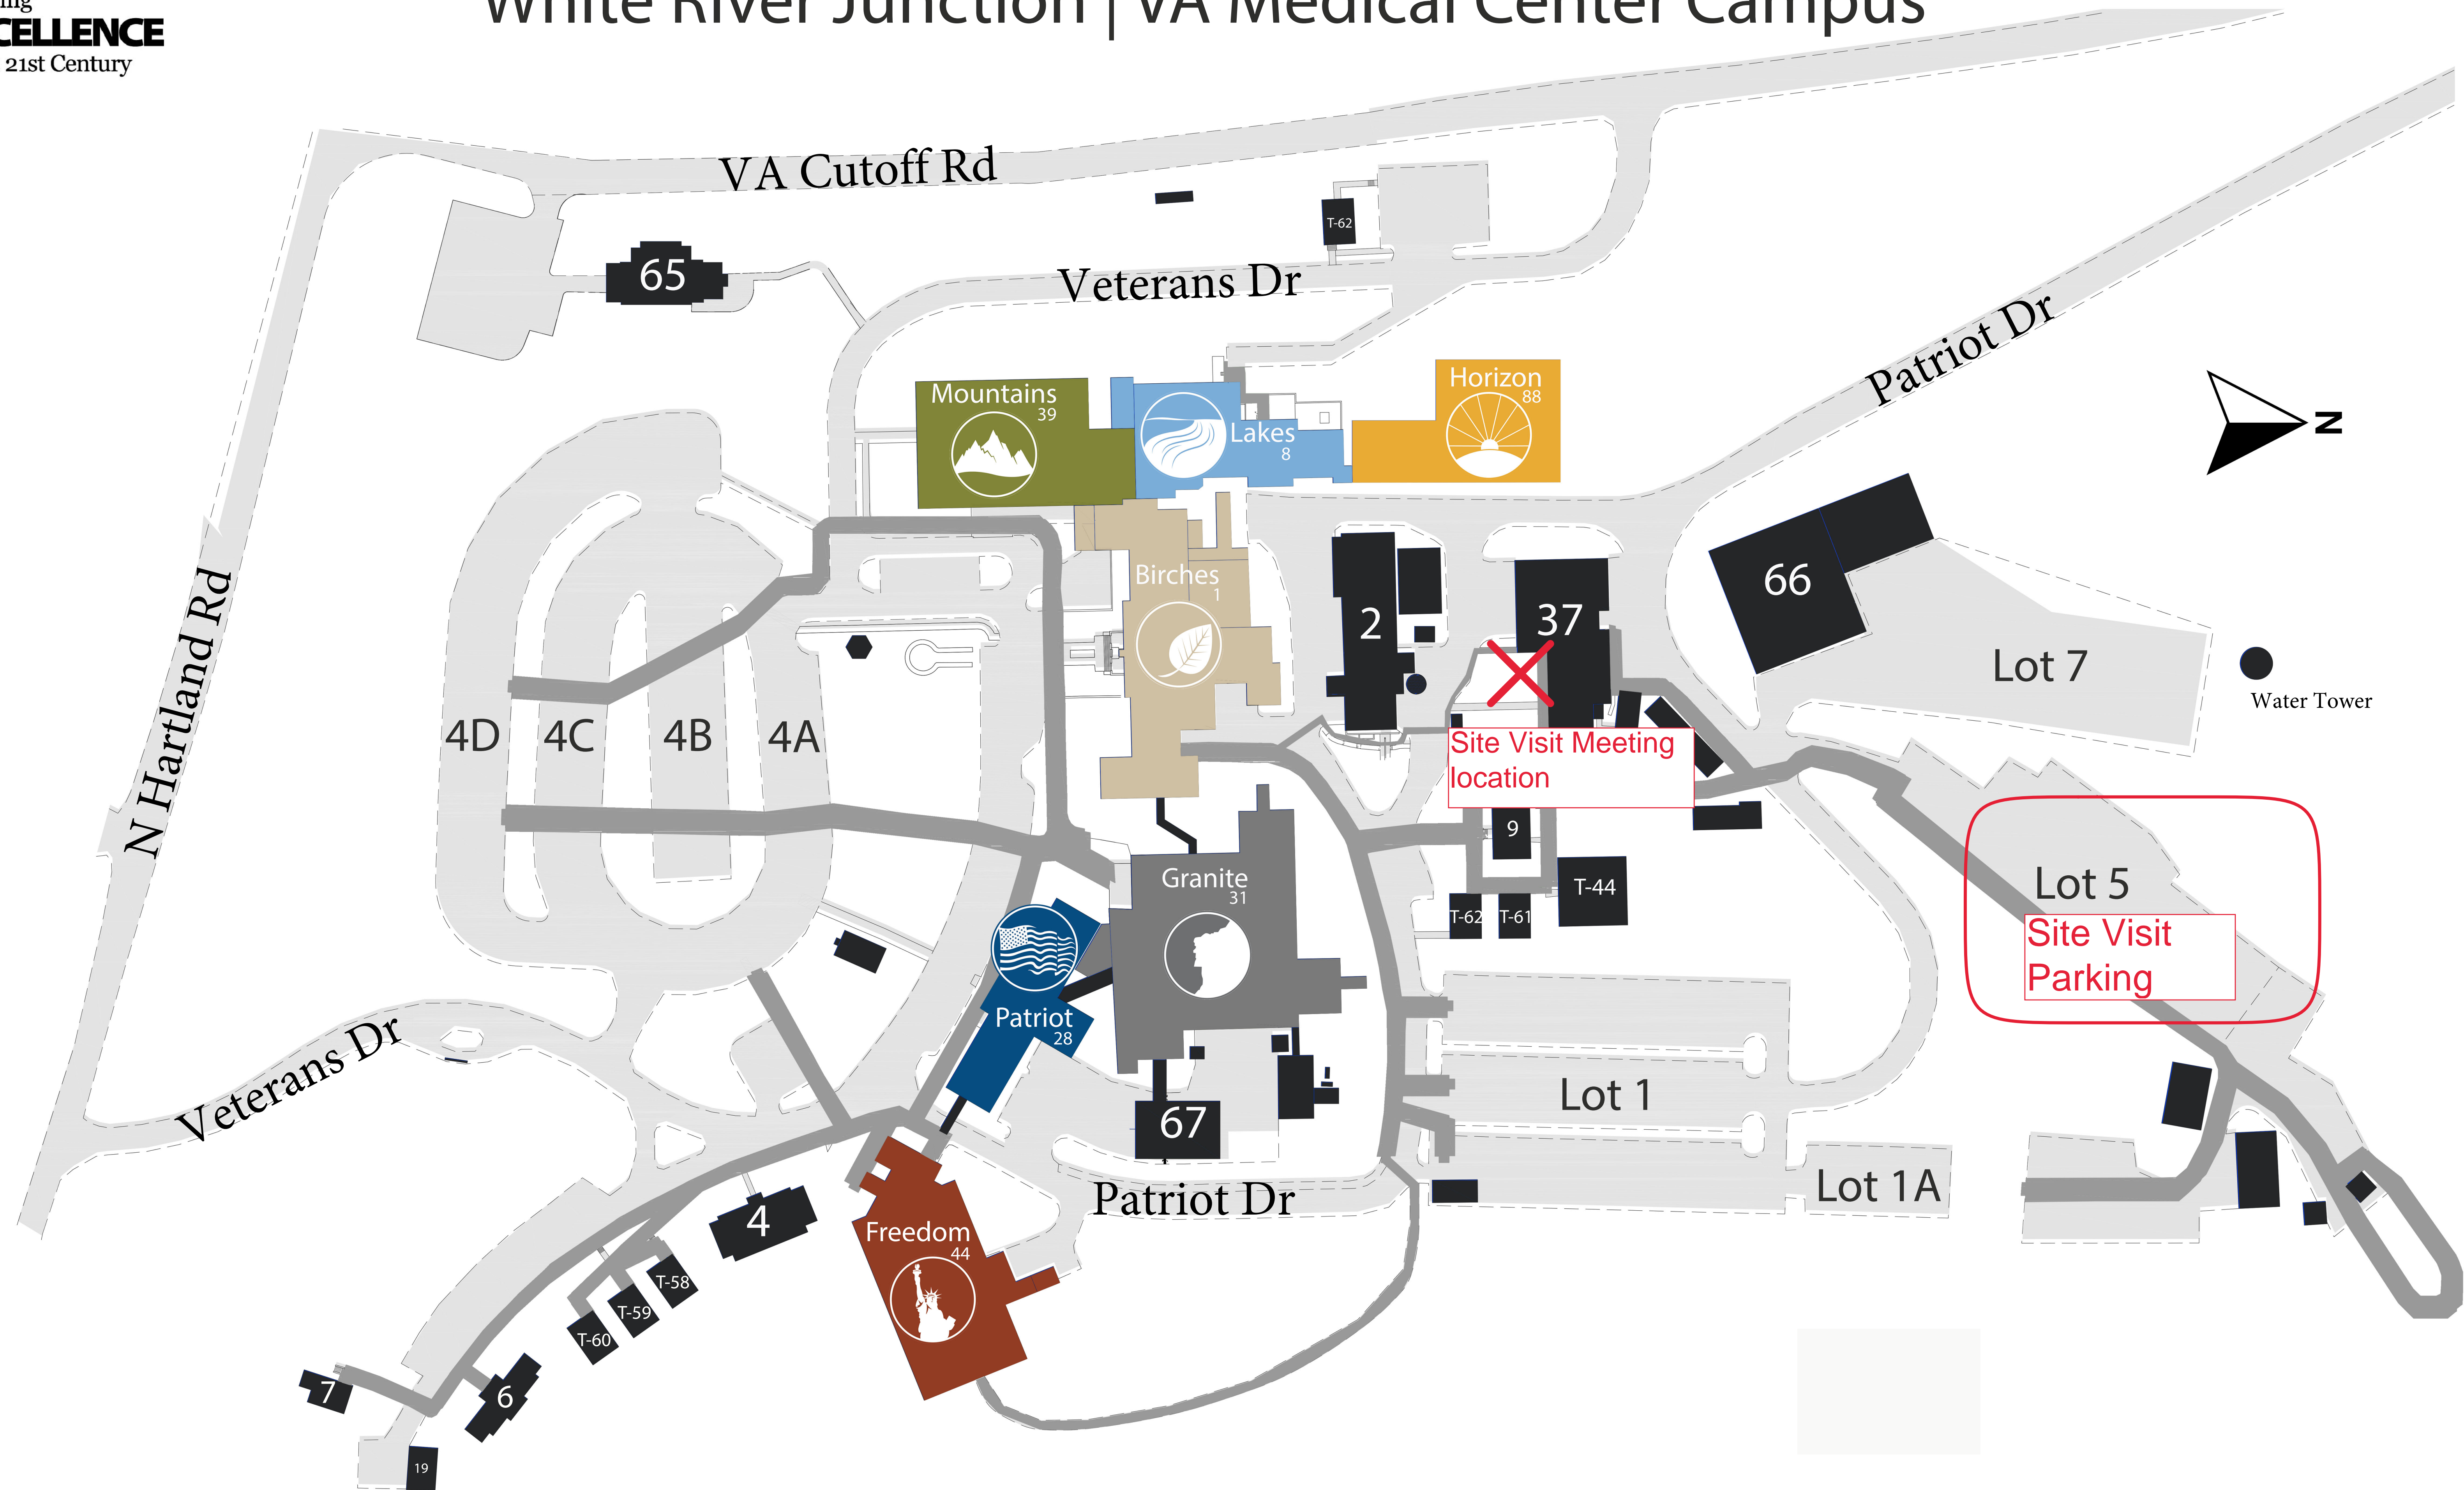 ing
CELLENCE
21st Century
White River Junction | VA Medical Center Campus
VA Cutoff Rd
T-62
65
Veterans Dr
Patriot Dr
Mountains
39
Lakes
8
Horizon
88
N
66
Birches
1
2
37
Lot 7
Water Tower
N Hartland Rd
4D
4C
4B
4A
Site Visit Meeting
location
9
Granite
31
T-44
T-62
T-61
Lot 5
Site Visit
Parking
Patriot
28
Veterans Dr
67
Lot 1
Lot 1A
Patriot Dr
4
Freedom
44
T-58
T-59
T-60
7
6
19